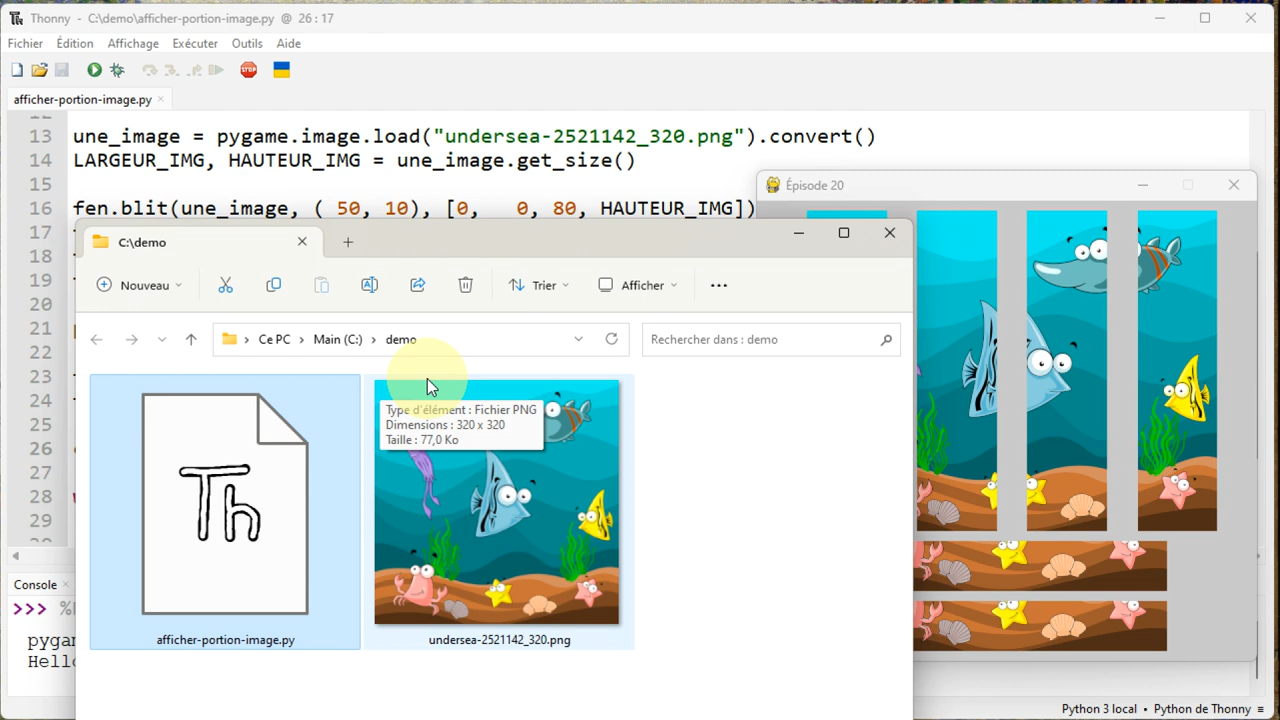 Thonny - C:\demo\afficher-portion-image.py @ 26 : 17
Fichier Édition Affichage Exécuter Outils Aide
STOP
afficher-portion-image.py
13 une_image = pygame.image.load("undersea-2521142_320.png").convert()
14 LARGEUR_IMG, HAUTEUR_IMG = une_image.get_size()
15
16 fen.blit(une_image, ( 50, 10), [0, 0, 80, HAUTEUR_IMG])
17
18
19
20
21
22
23
24
25
26
27
28
29
Épisode 20
C:\demo
Nouveau Trier Afficher
Ce PC Main (C:) demo
Rechercher dans : demo
Type d'élément : Fichier PNG
Dimensions : 320 x 320
Taille : 77,0 Ko
Th
afficher-portion-image.py
undersea-2521142_320.png
Console
>>>
Python 3 local • Python de Thonny ≡